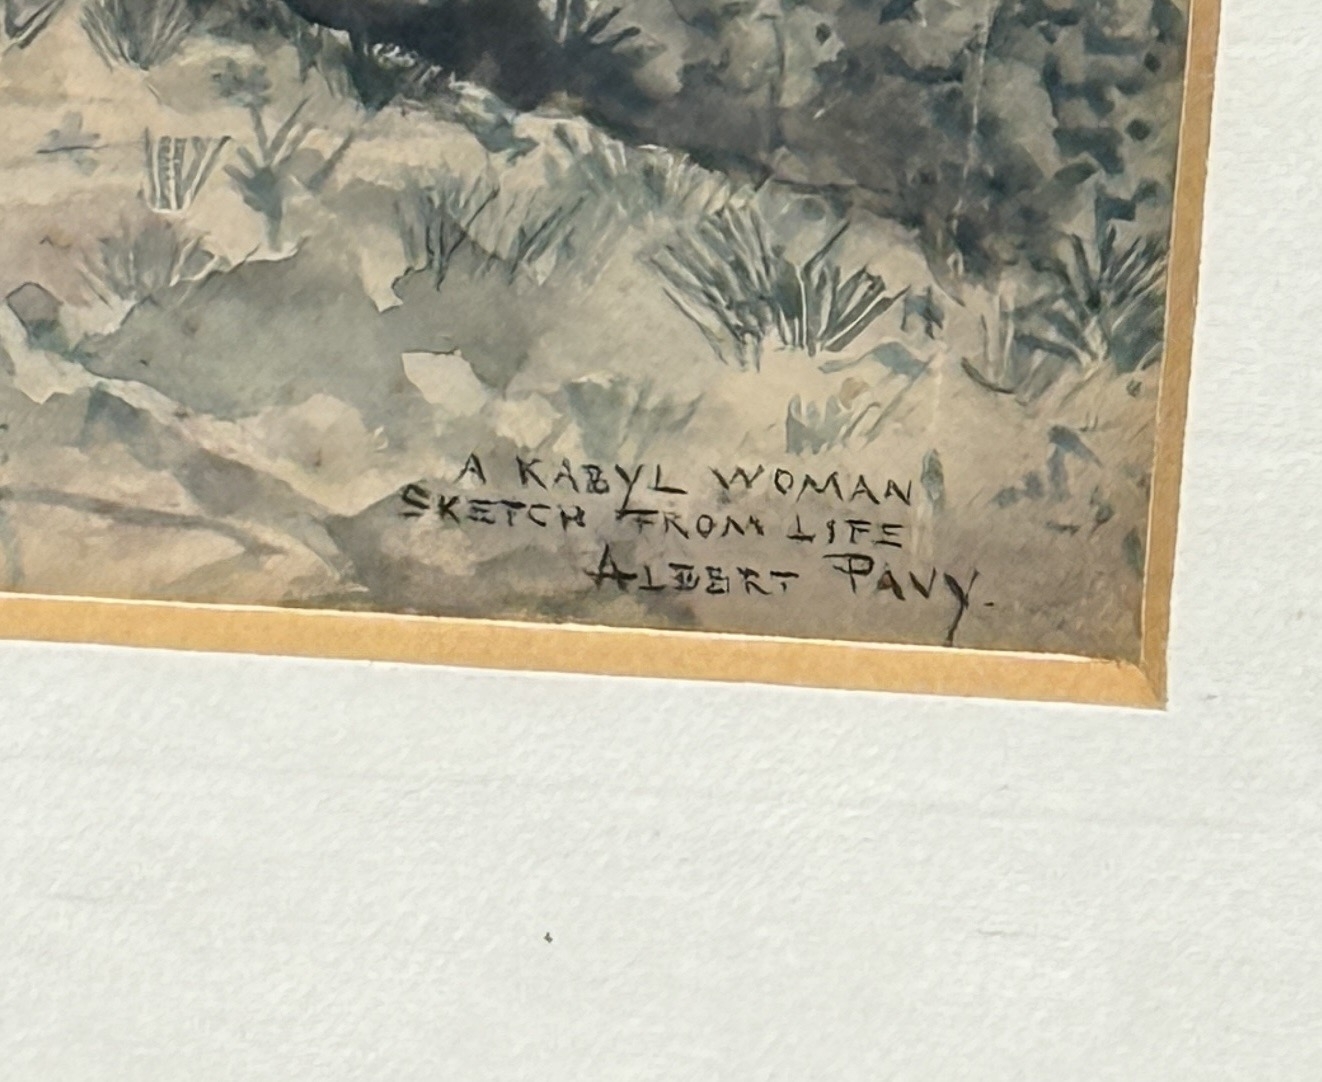 A KABYL WOMAN
SKETCH FROM LIFE
ALBERT PAVY.